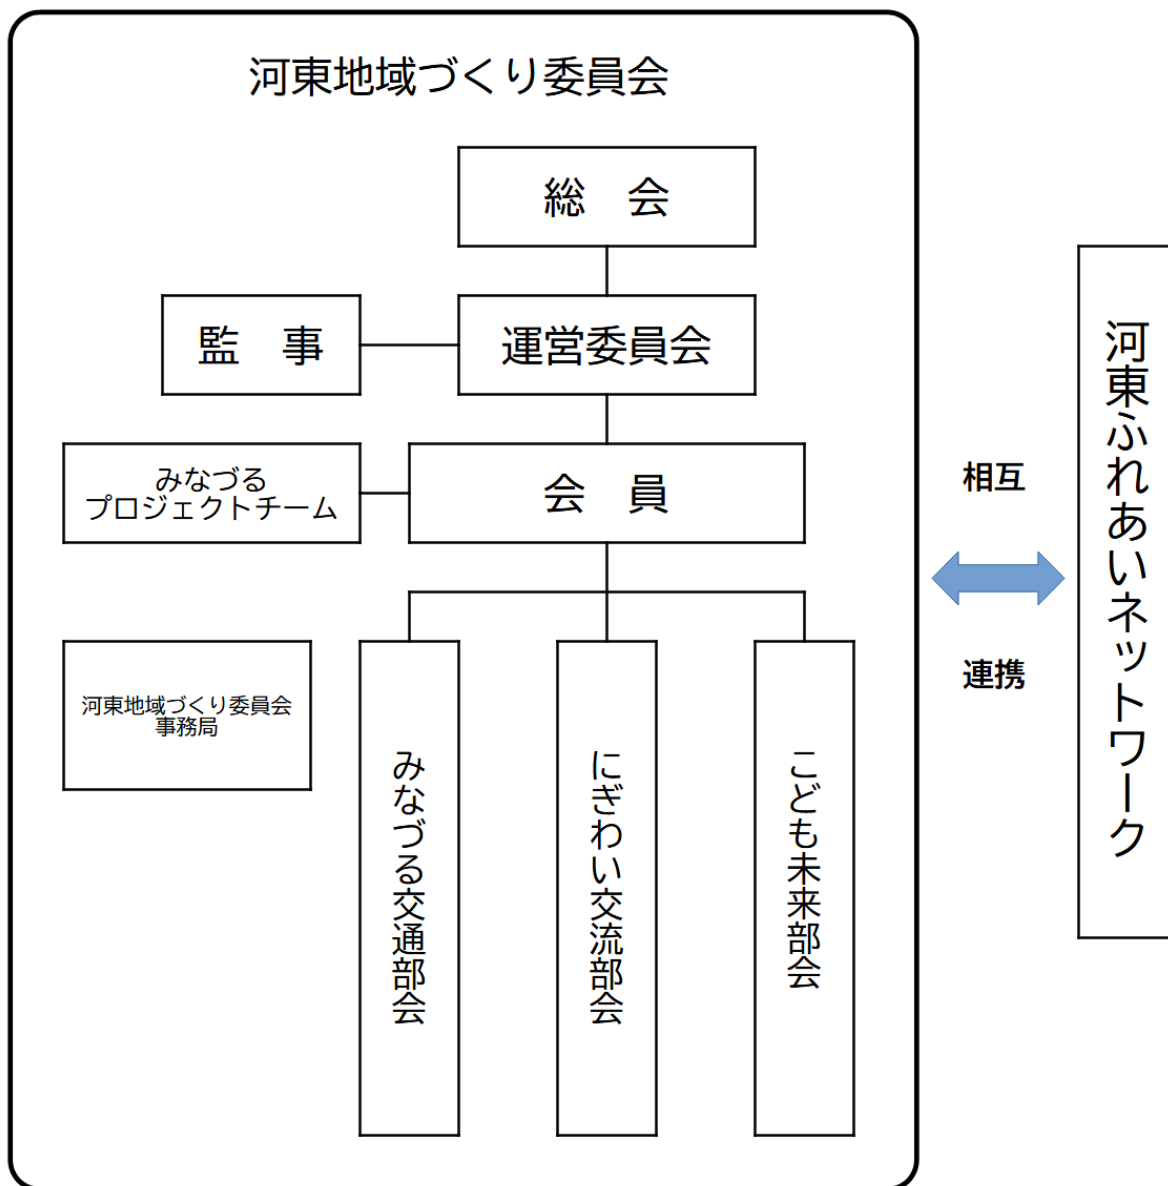 河東地域づくり委員会
総　会
監　事
運営委員会
みなづる
プロジェクトチーム
会　員
相互
連携
河東ふれあいネットワーク
河東地域づくり委員会
事務局
みなづる交通部会
にぎわい交流部会
こども未来部会